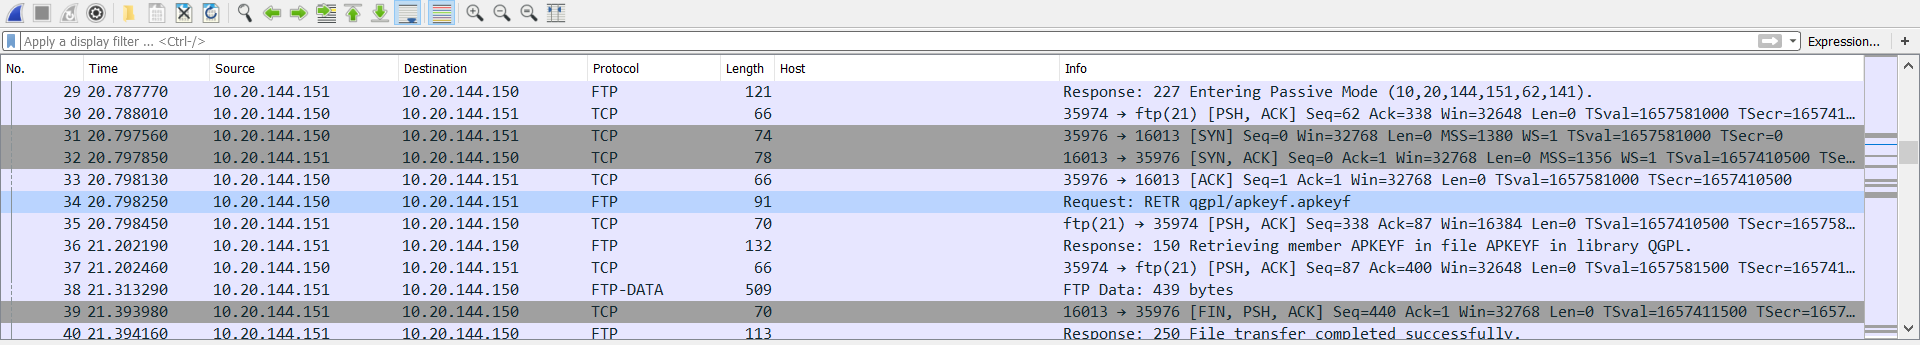 Apply a display filter ... <Ctrl-/>
Expression... +
No. Time Source Destination Protocol Length Host Info
29 20.787770 10.20.144.151 10.20.144.150 FTP 121 Response: 227 Entering Passive Mode (10,20,144,151,62,141).
30 20.788010 10.20.144.150 10.20.144.151 TCP 66 35974 → ftp(21) [PSH, ACK] Seq=62 Ack=338 Win=32648 Len=0 TSval=1657581000 TSecr=165741…
31 20.797560 10.20.144.150 10.20.144.151 TCP 74 35976 → 16013 [SYN] Seq=0 Win=32768 Len=0 MSS=1380 WS=1 TSval=1657581000 TSecr=0
32 20.797850 10.20.144.151 10.20.144.150 TCP 78 16013 → 35976 [SYN, ACK] Seq=0 Ack=1 Win=32768 Len=0 MSS=1356 WS=1 TSval=1657410500 TSe…
33 20.798130 10.20.144.150 10.20.144.151 TCP 66 35976 → 16013 [ACK] Seq=1 Ack=1 Win=32768 Len=0 TSval=1657581000 TSecr=1657410500
34 20.798250 10.20.144.150 10.20.144.151 FTP 91 Request: RETR qgpl/apkeyf.apkeyf
35 20.798450 10.20.144.151 10.20.144.150 TCP 70 ftp(21) → 35974 [PSH, ACK] Seq=338 Ack=87 Win=16384 Len=0 TSval=1657410500 TSecr=165758…
36 21.202190 10.20.144.151 10.20.144.150 FTP 132 Response: 150 Retrieving member APKEYF in file APKEYF in library QGPL.
37 21.202460 10.20.144.150 10.20.144.151 TCP 66 35974 → ftp(21) [PSH, ACK] Seq=87 Ack=400 Win=32648 Len=0 TSval=1657581500 TSecr=165741…
38 21.313290 10.20.144.151 10.20.144.150 FTP-DATA 509 FTP Data: 439 bytes
39 21.393980 10.20.144.151 10.20.144.150 TCP 70 16013 → 35976 [FIN, PSH, ACK] Seq=440 Ack=1 Win=32768 Len=0 TSval=1657411500 TSecr=1657…
40 21.394160 10.20.144.151 10.20.144.150 FTP 113 Response: 250 File transfer completed successfully.